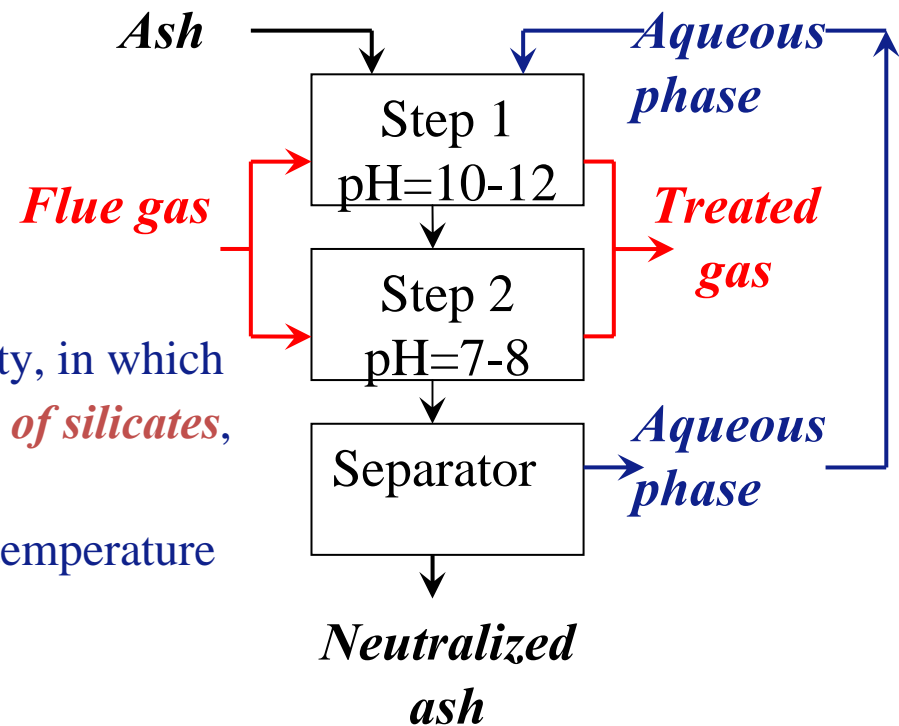 Ash
Aqueous
phase
Step 1
pH=10-12
Flue gas
Treated
gas
Step 2
pH=7-8
ty, in which
of silicates,
Separator
Aqueous
phase
emperature
Neutralized
ash